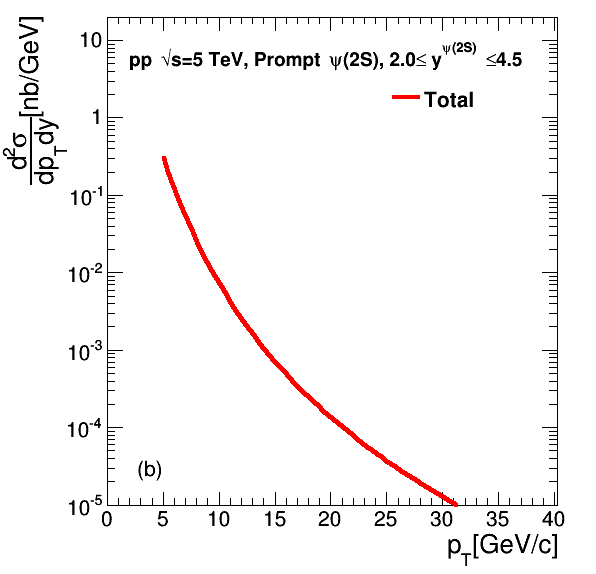 pp √s=5 TeV, Prompt ψ(2S), 2.0≤ y^ψ(2S) ≤4.5
Total
d²σ
dp_T dy [nb/GeV]
10
1
10⁻¹
10⁻²
10⁻³
10⁻⁴
10⁻⁵
(b)
0 5 10 15 20 25 30 35 40
p_T[GeV/c]